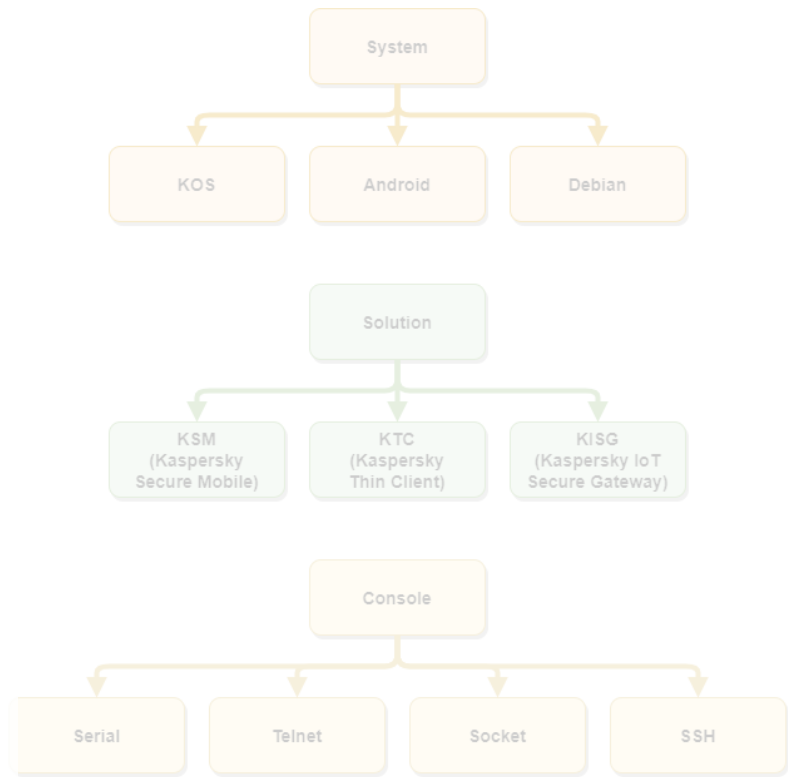 System
KOS
Android
Debian
Solution
KSM
(Kaspersky
Secure Mobile)
KTC
(Kaspersky
Thin Client)
KISG
(Kaspersky IoT
Secure Gateway)
Console
Serial
Telnet
Socket
SSH